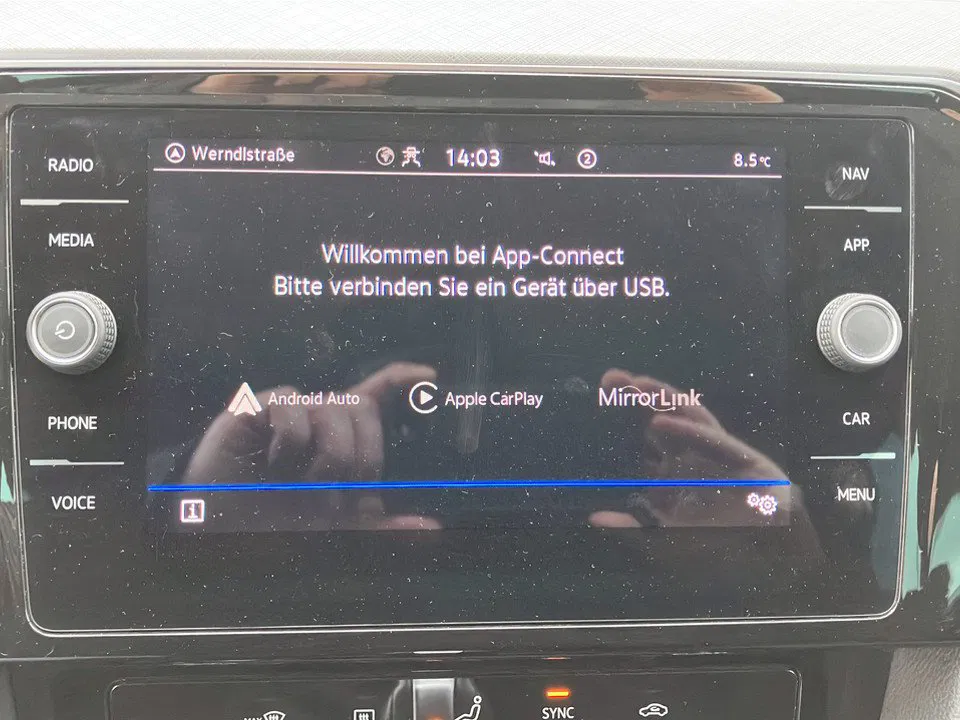 RADIO
MEDIA
PHONE
VOICE
Werndlstraße
14:03
2
8.5°C
Willkommen bei App-Connect
Bitte verbinden Sie ein Gerät über USB.
Android Auto
Apple CarPlay
MirrorLink
i
NAV
APP
CAR
MENU
MAX
SYNC